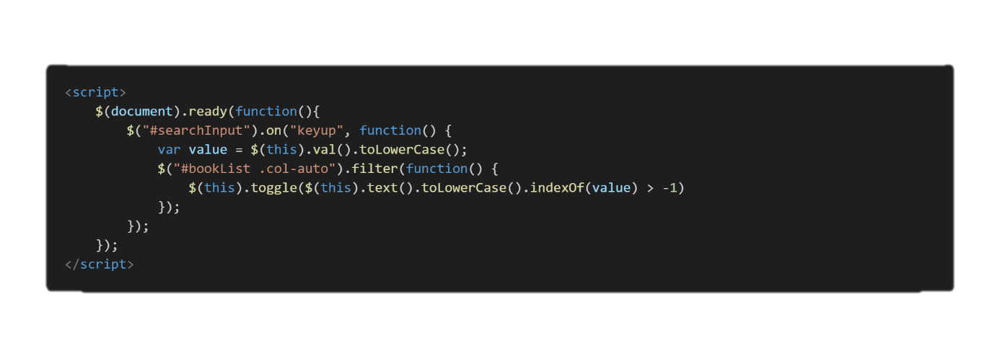 <script>
    $(document).ready(function(){
        $("#searchInput").on("keyup", function() {
            var value = $(this).val().toLowerCase();
            $("#bookList .col-auto").filter(function() {
                $(this).toggle($(this).text().toLowerCase().indexOf(value) > -1)
            });
        });
    });
</script>